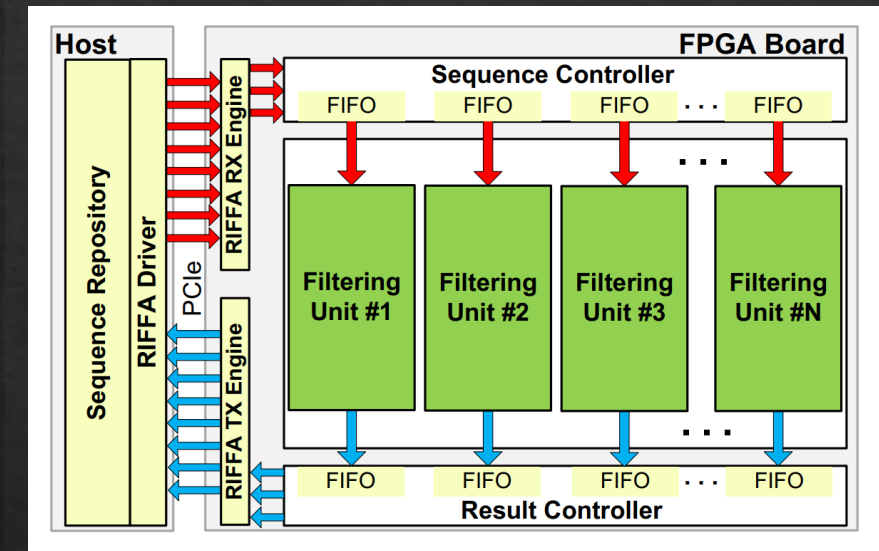 Host
FPGA Board
Sequence Repository
RIFFA Driver
PCIe
RIFFA RX Engine
RIFFA TX Engine
Sequence Controller
FIFO FIFO FIFO . . . FIFO
. . .
Filtering
Unit #1
Filtering
Unit #2
Filtering
Unit #3
Filtering
Unit #N
. . .
FIFO FIFO FIFO . . . FIFO
Result Controller